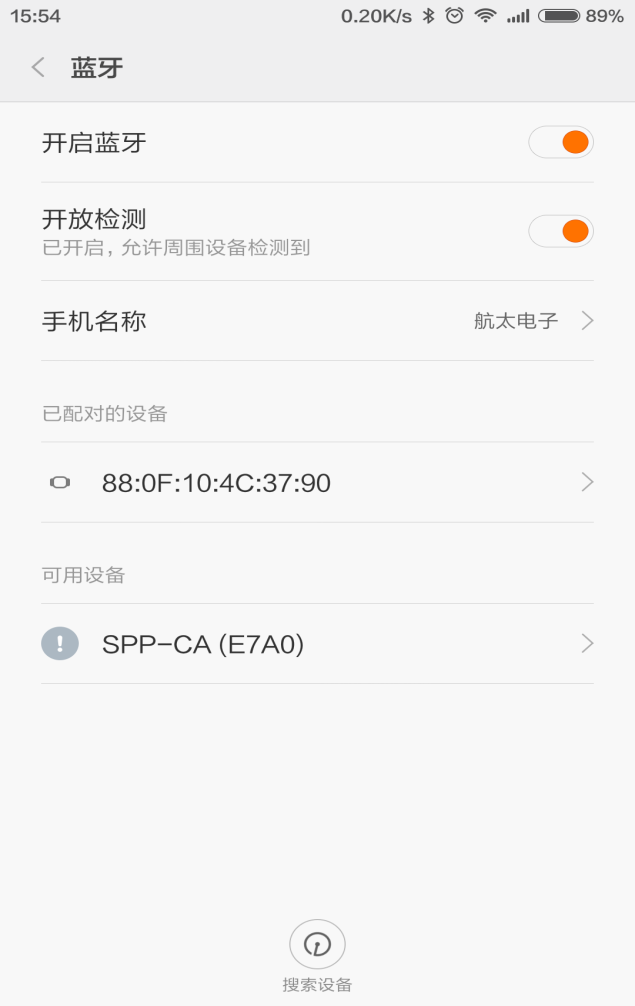 15:54 0.20K/s 89%
蓝牙
开启蓝牙
开放检测
已开启，允许周围设备检测到
手机名称 航太电子
已配对的设备
88:0F:10:4C:37:90
可用设备
SPP-CA (E7A0)
搜索设备